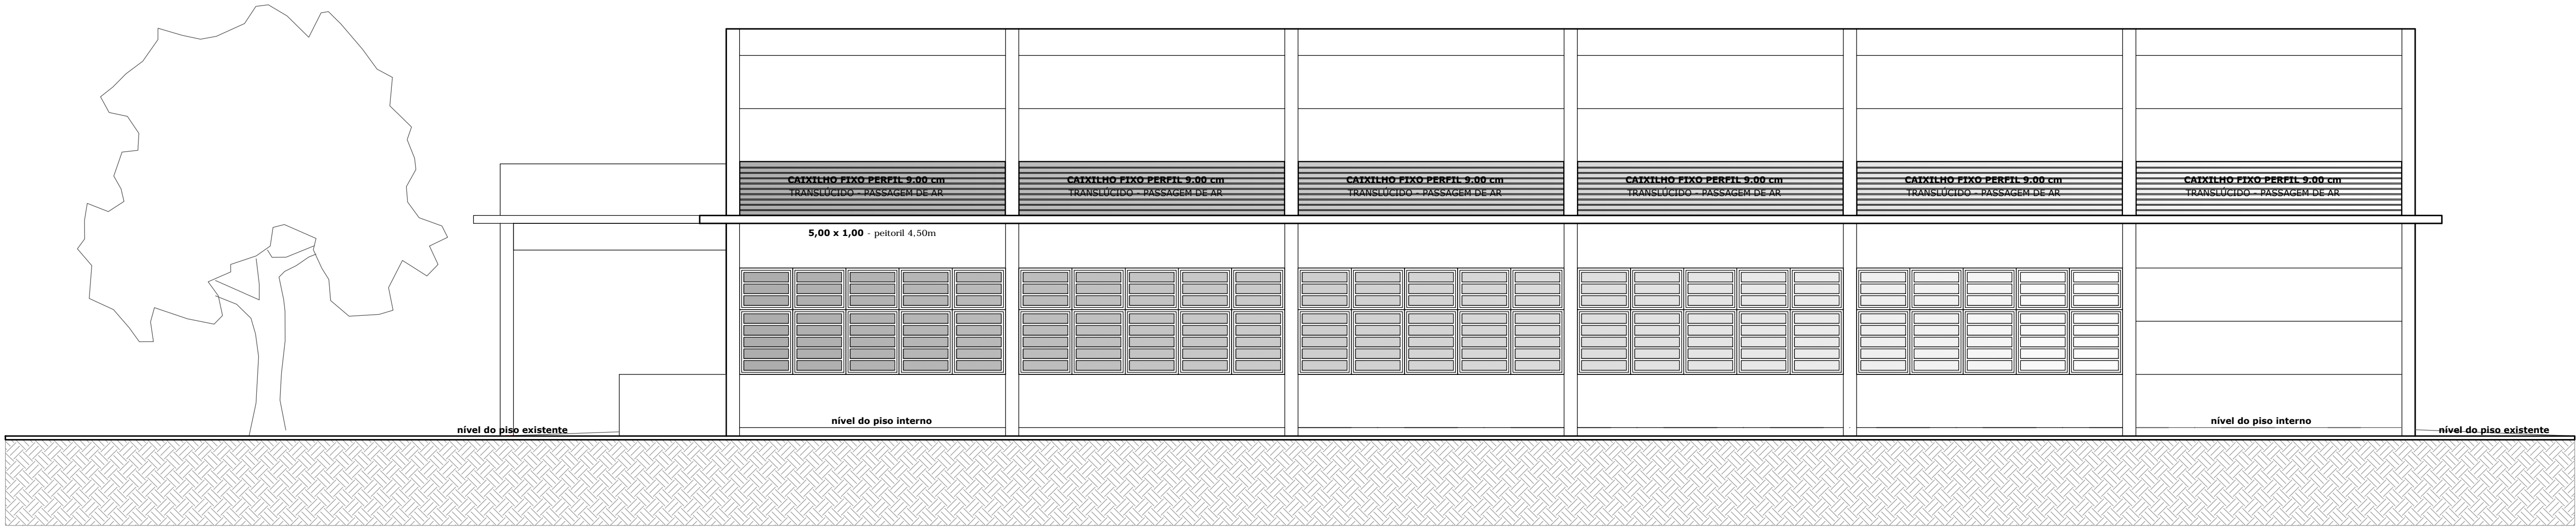 CAIXILHO FIXO PERFIL 9.00 cm
TRANSLÚCIDO - PASSAGEM DE AR
CAIXILHO FIXO PERFIL 9.00 cm
TRANSLÚCIDO - PASSAGEM DE AR
CAIXILHO FIXO PERFIL 9.00 cm
TRANSLÚCIDO - PASSAGEM DE AR
CAIXILHO FIXO PERFIL 9.00 cm
TRANSLÚCIDO - PASSAGEM DE AR
CAIXILHO FIXO PERFIL 9.00 cm
TRANSLÚCIDO - PASSAGEM DE AR
CAIXILHO FIXO PERFIL 9.00 cm
TRANSLÚCIDO - PASSAGEM DE AR
5,00 x 1,00 - peitoril 4,50m
nível do piso existente
nível do piso interno
nível do piso interno
nível do piso existente